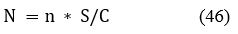 N = n * S/C (46)